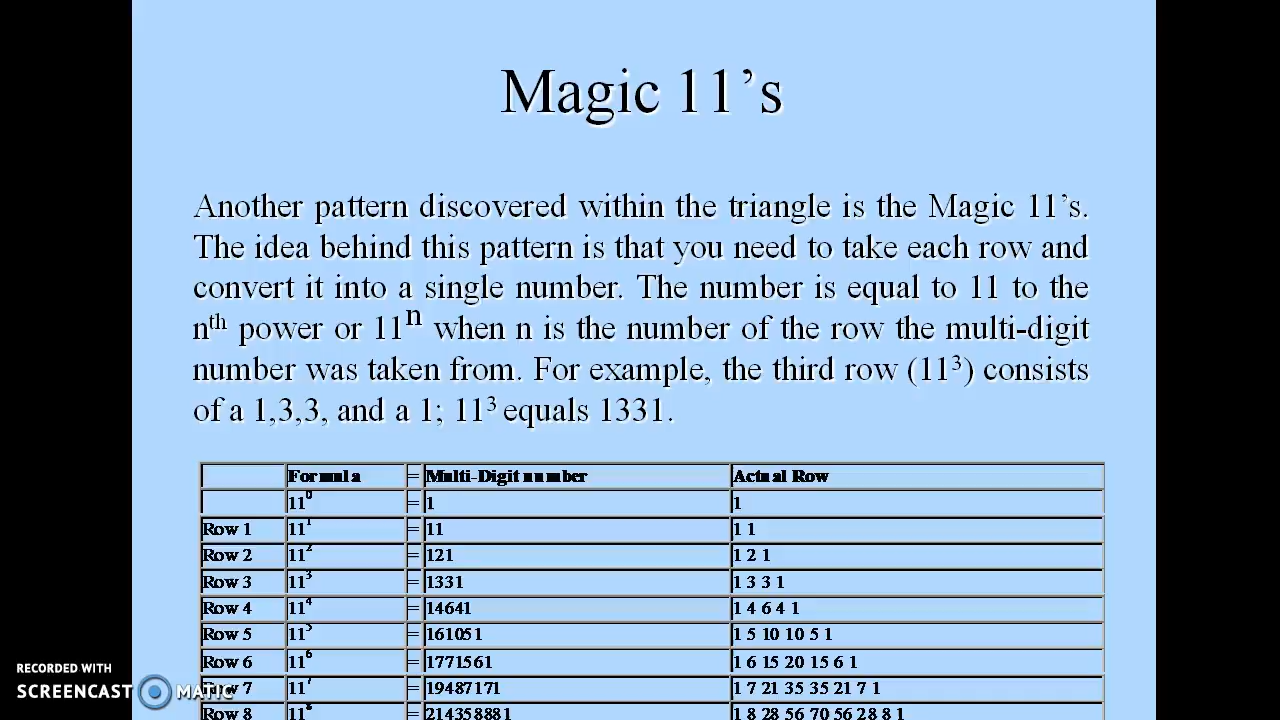 Magic 11’s
Another pattern discovered within the triangle is the Magic 11’s.
The idea behind this pattern is that you need to take each row and
convert it into a single number. The number is equal to 11 to the
nth power or 11n when n is the number of the row the multi-digit
number was taken from. For example, the third row (11³) consists
of a 1,3,3, and a 1; 11³ equals 1331.
Formula = Multi-Digit number Actual Row
11⁰ = 1 1
Row 1 11¹ = 11 1 1
Row 2 11² = 121 1 2 1
Row 3 11³ = 1331 1 3 3 1
Row 4 11⁴ = 14641 1 4 6 4 1
Row 5 11⁵ = 161051 1 5 10 10 5 1
Row 6 11⁶ = 1771561 1 6 15 20 15 6 1
Row 7 11⁷ = 19487171 1 7 21 35 35 21 7 1
Row 8 11⁸ = 214358881 1 8 28 56 70 56 28 8 1
RECORDED WITH
SCREENCAST MATIC